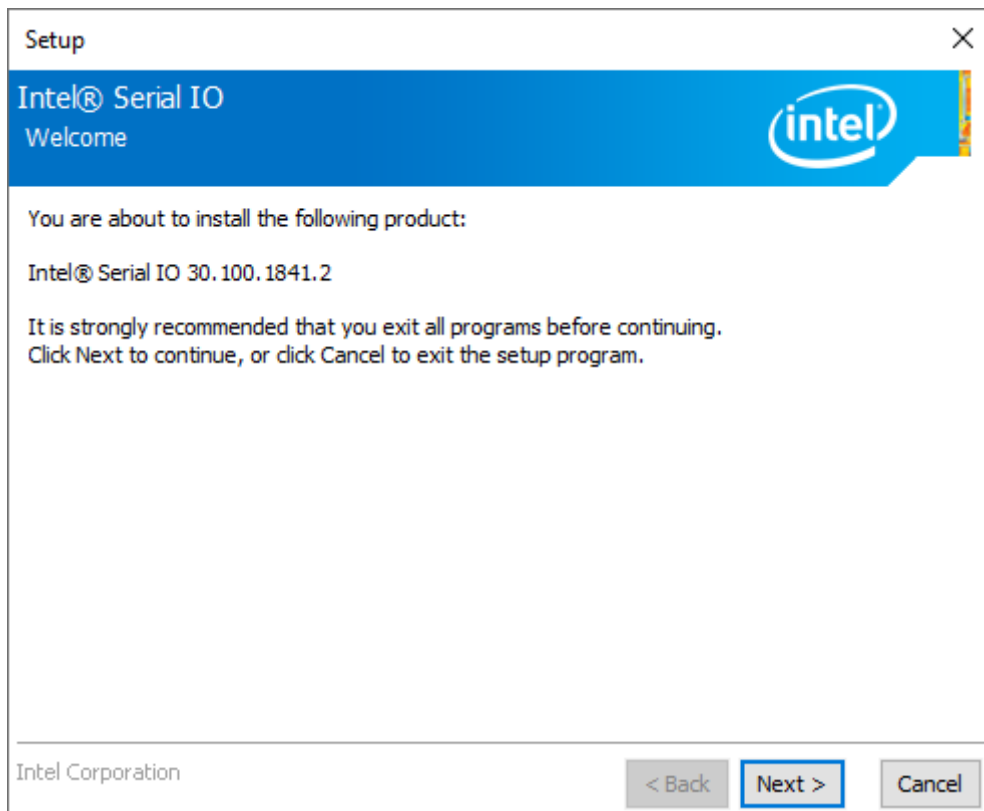 Setup
Intel® Serial IO
Welcome
intel
You are about to install the following product:
Intel® Serial IO 30.100.1841.2
It is strongly recommended that you exit all programs before continuing.
Click Next to continue, or click Cancel to exit the setup program.
Intel Corporation
< Back Next > Cancel